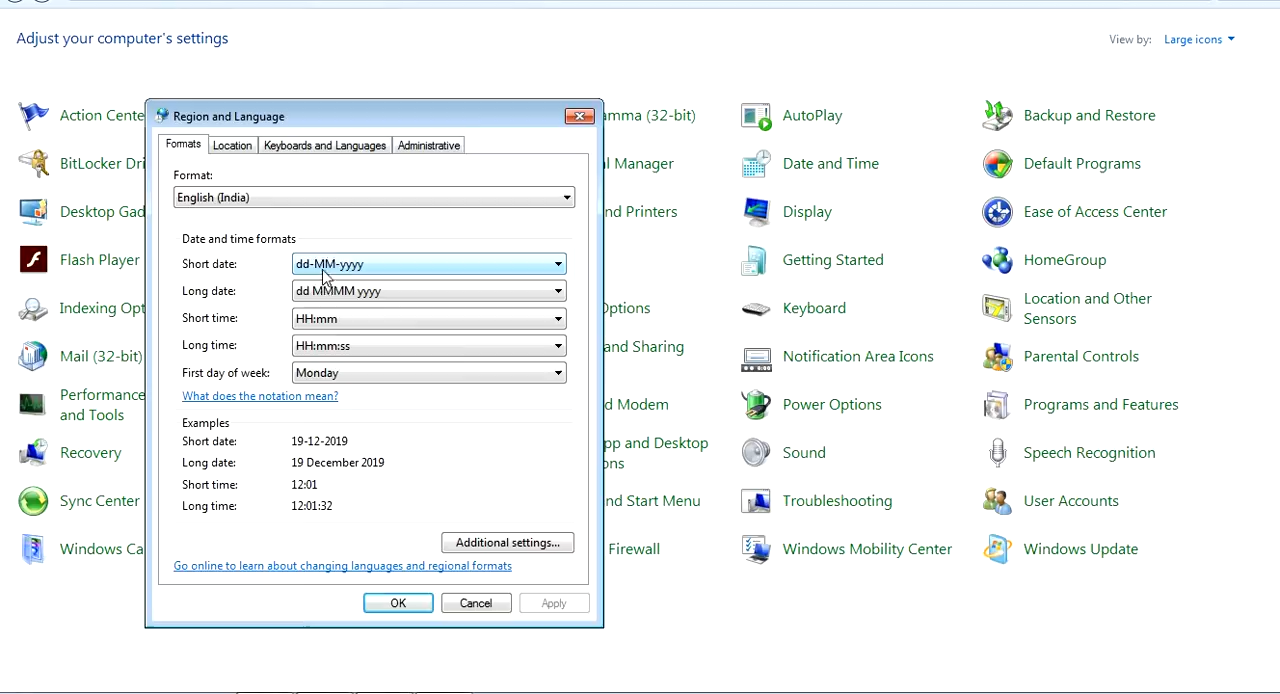 Adjust your computer's settings
View by: Large icons
Region and Language
Formats Location Keyboards and Languages Administrative
Format:
English (India)
Date and time formats
Short date: dd-MM-yyyy
Long date: dd MMMM yyyy
Short time: HH:mm
Long time: HH:mm:ss
First day of week: Monday
What does the notation mean?
Examples
Short date: 19-12-2019
Long date: 19 December 2019
Short time: 12:01
Long time: 12:01:32
Additional settings...
Go online to learn about changing languages and regional formats
OK Cancel Apply
Action Cente
BitLocker Dri
Desktop Gad
Flash Player
Indexing Opt
Mail (32-bit)
Performance
and Tools
Recovery
Sync Center
Windows Ca
amma (32-bit)
al Manager
nd Printers
Options
and Sharing
d Modem
pp and Desktop
ons
nd Start Menu
Firewall
AutoPlay
Date and Time
Display
Getting Started
Keyboard
Notification Area Icons
Power Options
Sound
Troubleshooting
Windows Mobility Center
Backup and Restore
Default Programs
Ease of Access Center
HomeGroup
Location and Other
Sensors
Parental Controls
Programs and Features
Speech Recognition
User Accounts
Windows Update